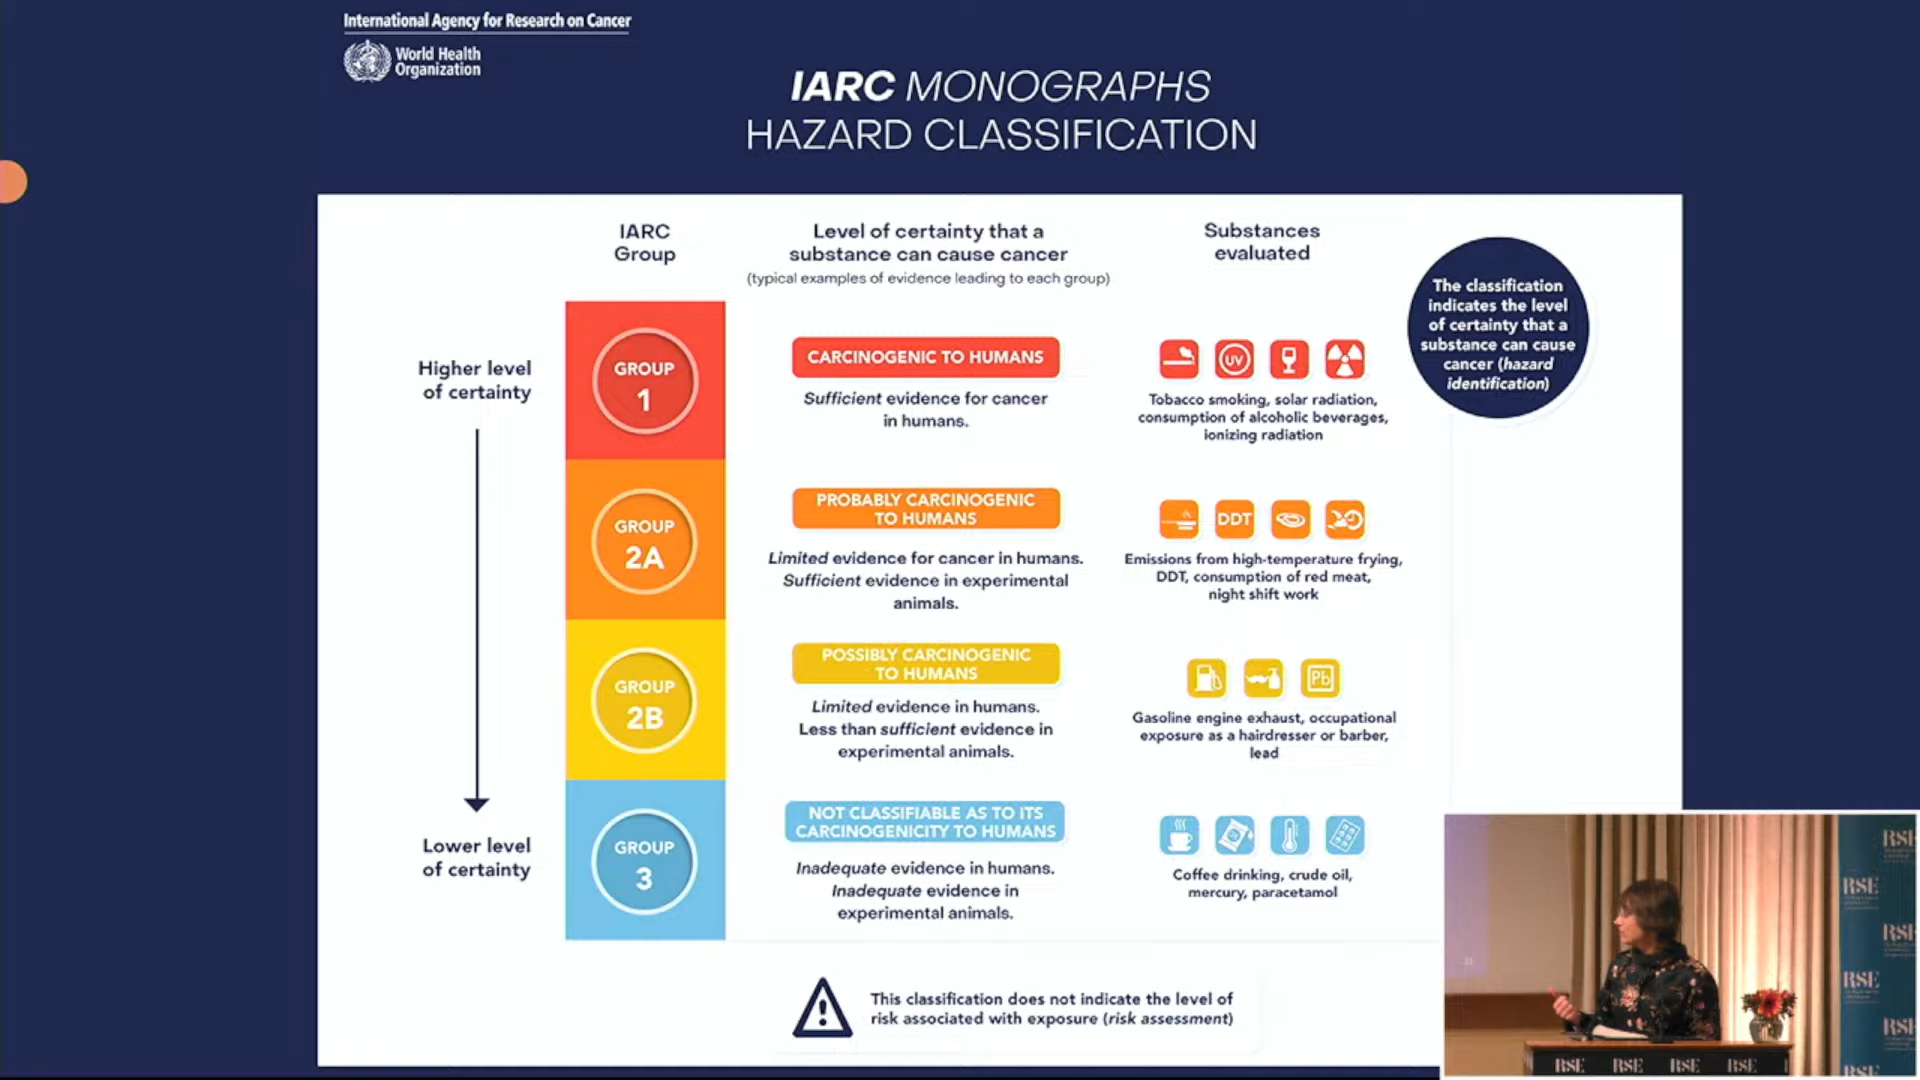 International Agency for Research on Cancer
World Health
Organization
IARC MONOGRAPHS
HAZARD CLASSIFICATION
IARC
Group
Level of certainty that a
substance can cause cancer
(typical examples of evidence leading to each group)
Substances
evaluated
The classification
indicates the level
of certainty that a
substance can cause
cancer (hazard
identification)
Higher level
of certainty
GROUP
1
CARCINOGENIC TO HUMANS
Sufficient evidence for cancer
in humans.
UV
Tobacco smoking, solar radiation,
consumption of alcoholic beverages,
ionizing radiation
GROUP
2A
PROBABLY CARCINOGENIC
TO HUMANS
Limited evidence for cancer in humans.
Sufficient evidence in experimental
animals.
DDT
Emissions from high-temperature frying,
DDT, consumption of red meat,
night shift work
GROUP
2B
POSSIBLY CARCINOGENIC
TO HUMANS
Limited evidence in humans.
Less than sufficient evidence in
experimental animals.
Pb
Gasoline engine exhaust, occupational
exposure as a hairdresser or barber,
lead
Lower level
of certainty
GROUP
3
NOT CLASSIFIABLE AS TO ITS
CARCINOGENICITY TO HUMANS
Inadequate evidence in humans.
Inadequate evidence in
experimental animals.
Coffee drinking, crude oil,
mercury, paracetamol
This classification does not indicate the level of
risk associated with exposure (risk assessment)
RSE
RSE
RSE
RSE
RSE
RSE
RSE
RSE
RSE
RSE